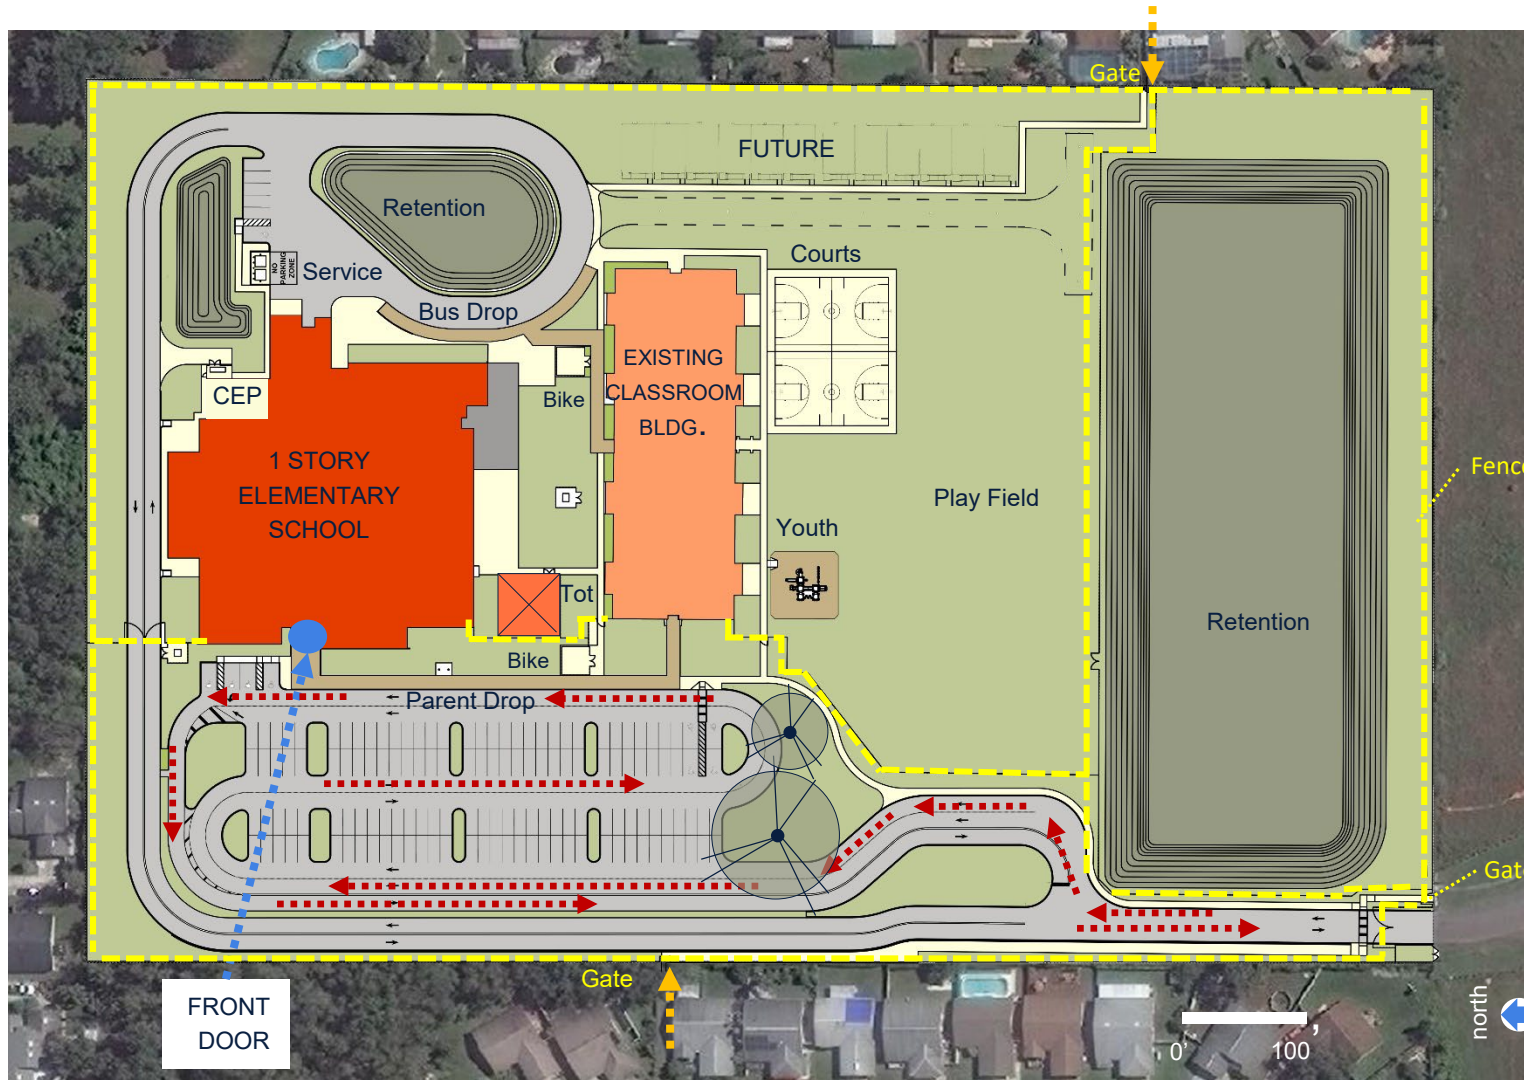 Gate
FUTURE
Retention
Courts
NO
PARKING
ZONE
Service
Bus Drop
EXISTING
CLASSROOM
BLDG.
CEP
Bike
1 STORY
ELEMENTARY
SCHOOL
Fence
Play Field
Youth
Tot
Retention
Bike
Parent Drop
Gate
Gate
FRONT
DOOR
north
0'
100
'